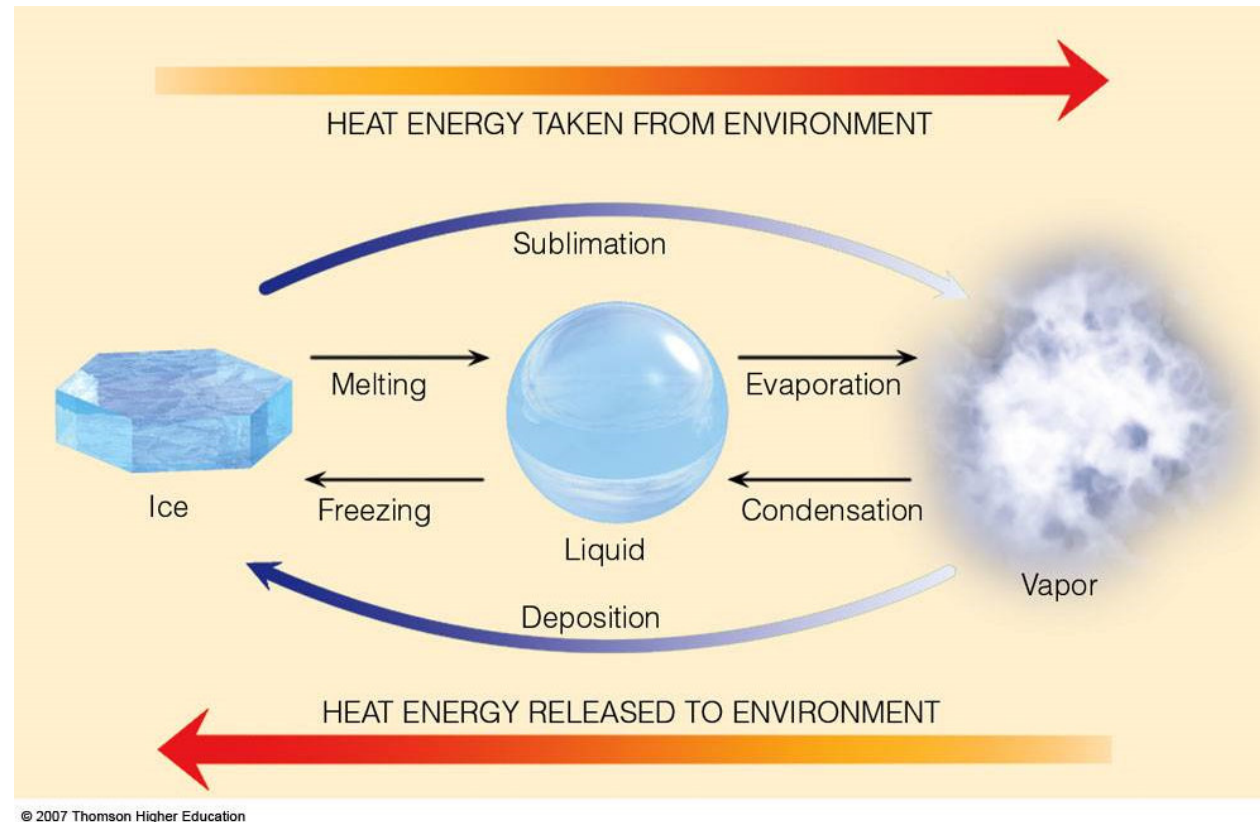 HEAT ENERGY TAKEN FROM ENVIRONMENT
Sublimation
Melting
Evaporation
Ice
Freezing
Condensation
Liquid
Vapor
Deposition
HEAT ENERGY RELEASED TO ENVIRONMENT
© 2007 Thomson Higher Education